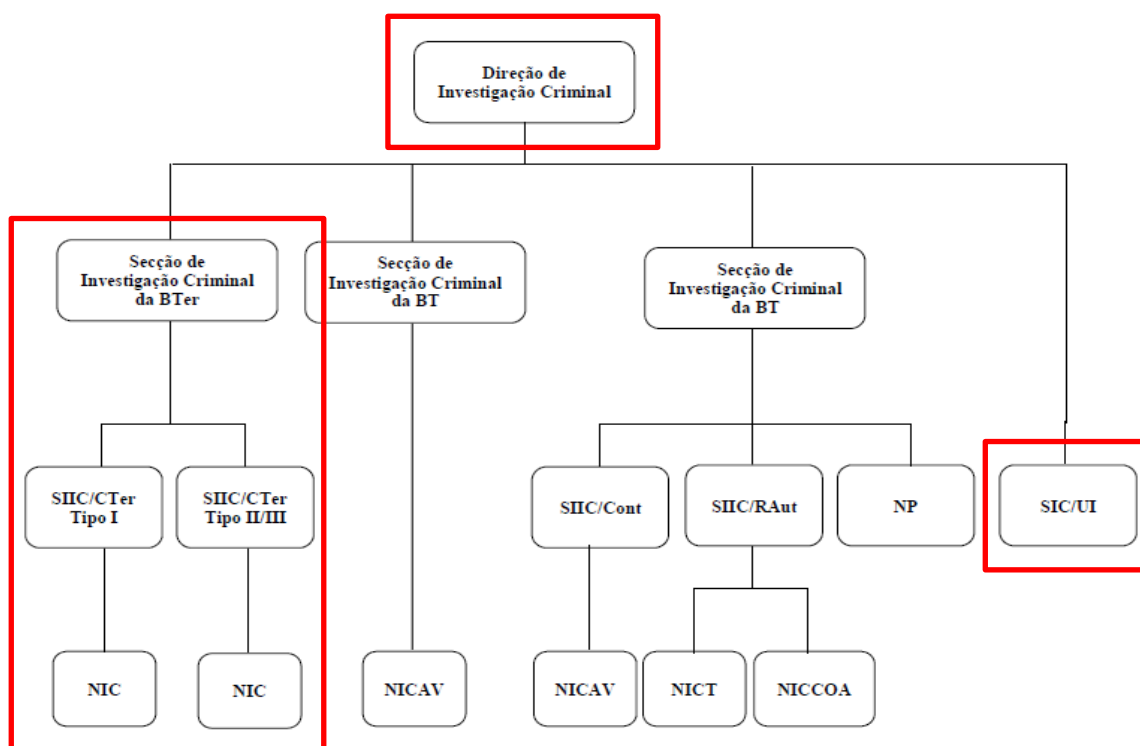 Direção de
Investigação Criminal
Secção de
Investigação Criminal
da BTer
Secção de
Investigação Criminal
da BT
Secção de
Investigação Criminal
da BT
SIIC/CTer
Tipo I
SIIC/CTer
Tipo II/III
SIIC/Cont
SIIC/RAut
NP
SIC/UI
NIC
NIC
NICAV
NICAV
NICT
NICCOA